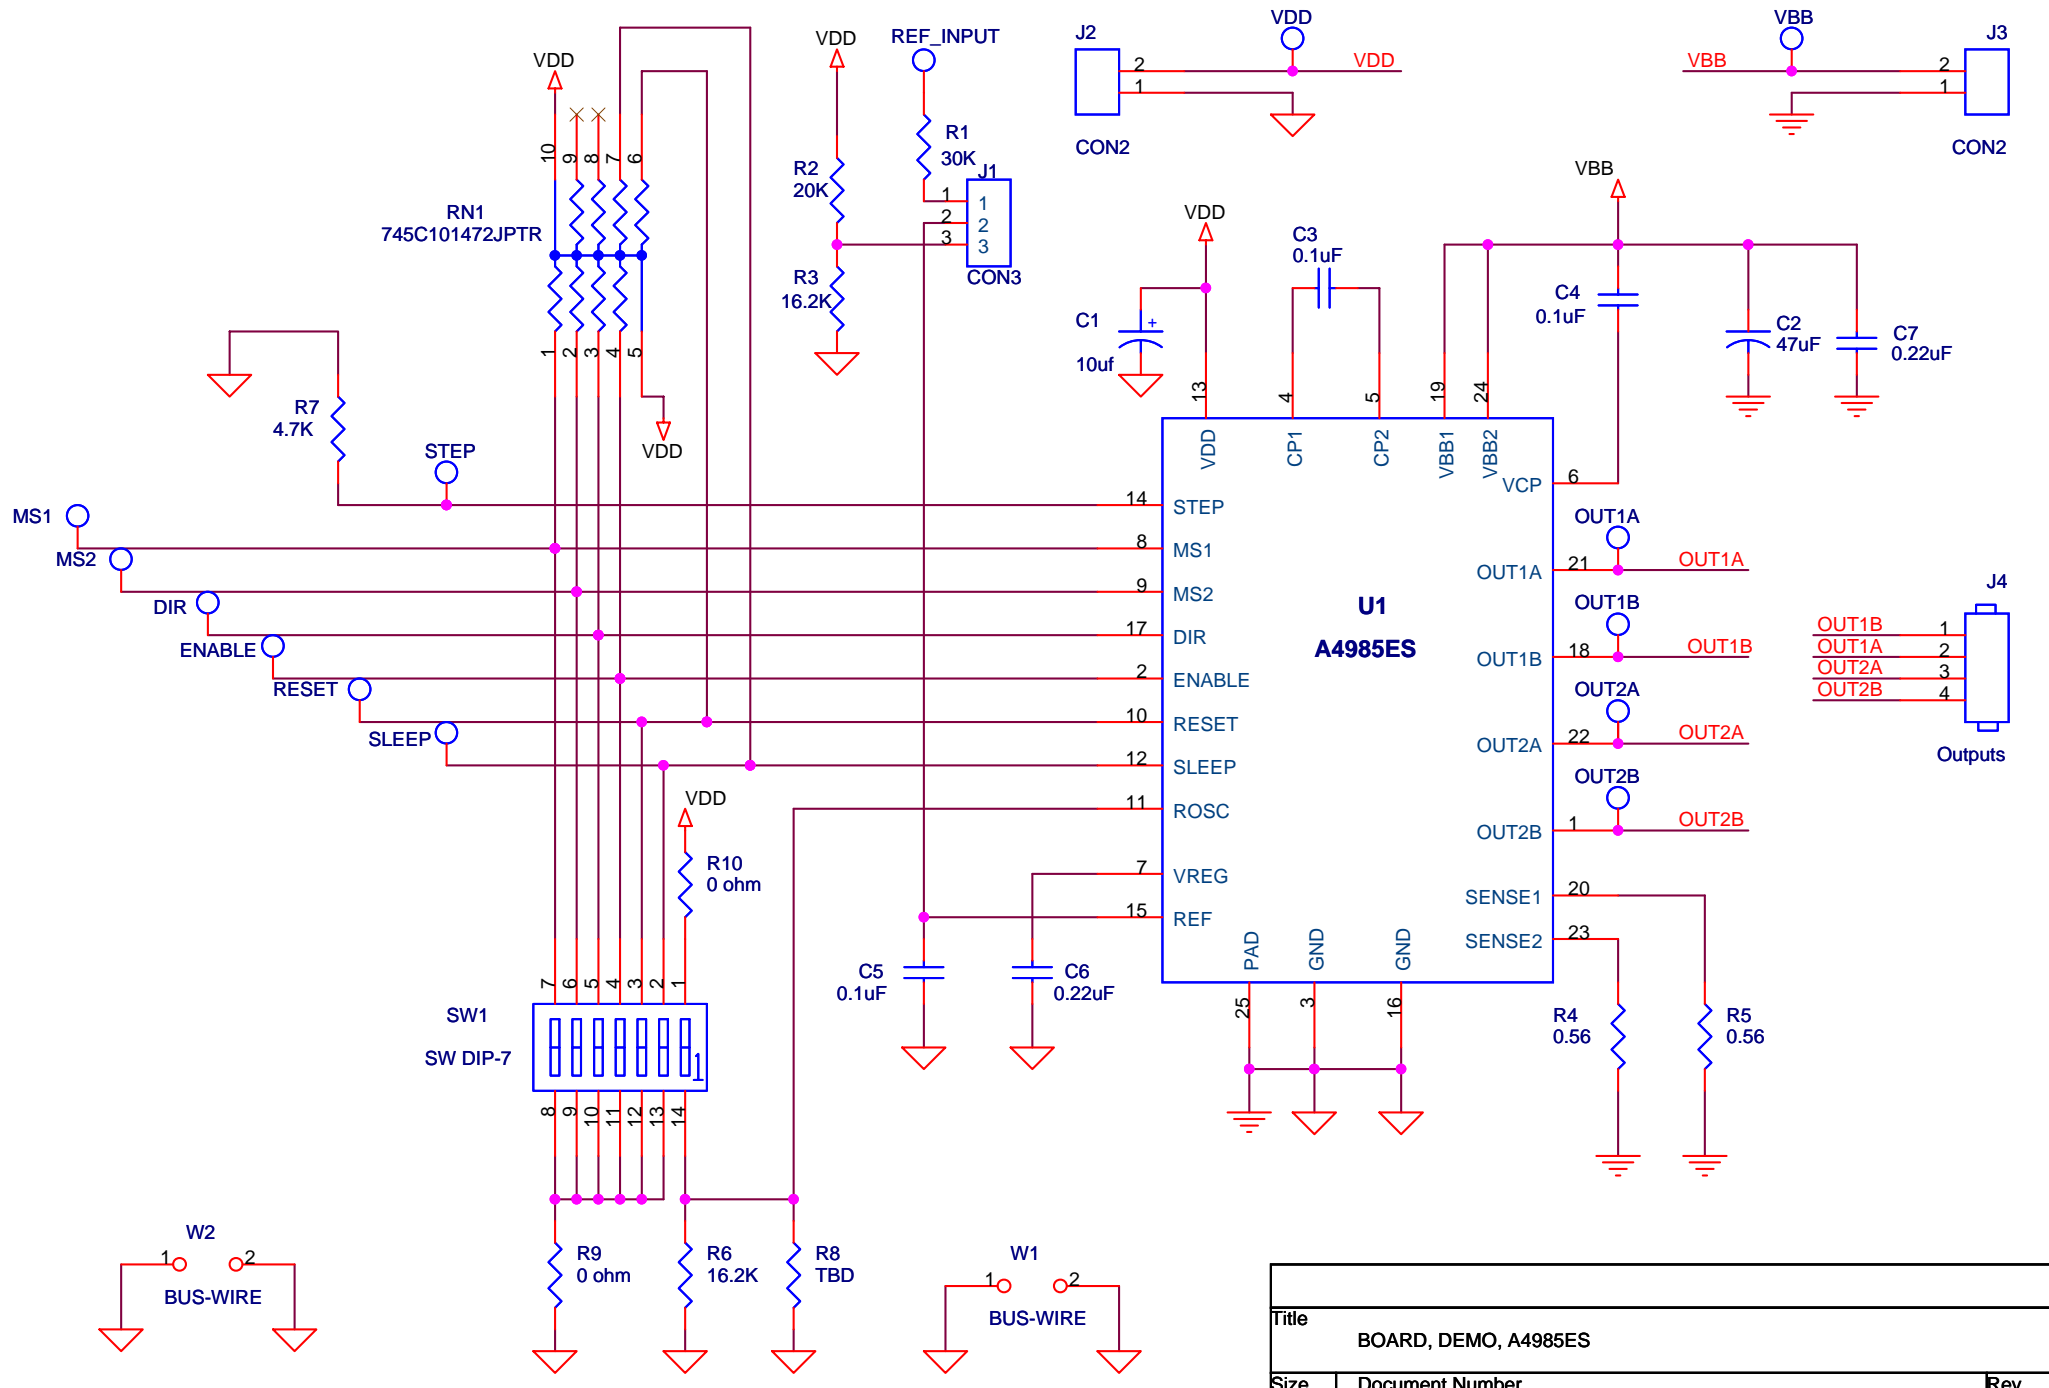 VDD
REF_INPUT
VDD
VDD
J2
VDD
VDD
2
1
CON2
VBB
VBB
J3
2
1
CON2
10
9
8
7
6
RN1
745C101472JPTR
1
2
3
4
5
VDD
R2
20K
R1
30K
J1
1
2
3
1
2
3
CON3
R3
16.2K
VDD
C1
+
10uf
C3
0.1uF
VBB
C4
0.1uF
C2
47uF
C7
0.22uF
R7
4.7K
STEP
MS1
MS2
DIR
ENABLE
RESET
SLEEP
13
4
5
19
24
VDD
CP1
CP2
VBB1
VBB2
14
STEP
8
MS1
9
MS2
17
DIR
2
ENABLE
10
RESET
12
SLEEP
11
ROSC
7
VREG
15
REF
U1
A4985ES
VCP
6
OUT1A
OUT1A
21
OUT1A
OUT1B
OUT1B
18
OUT1B
OUT2A
OUT2A
22
OUT2A
OUT2B
OUT2B
1
OUT2B
SENSE1
20
SENSE2
23
PAD
GND
GND
25
3
16
J4
OUT1B
1
OUT1A
2
OUT2A
3
OUT2B
4
Outputs
R4
0.56
R5
0.56
VDD
R10
0 ohm
C5
0.1uF
C6
0.22uF
7
6
5
4
3
2
1
SW1
SW DIP-7
1
8
9
10
11
12
13
14
R9
0 ohm
R6
16.2K
R8
TBD
W2
1
2
BUS-WIRE
W1
1
2
BUS-WIRE
Title
BOARD, DEMO, A4985ES
Size
Document Number
Rev